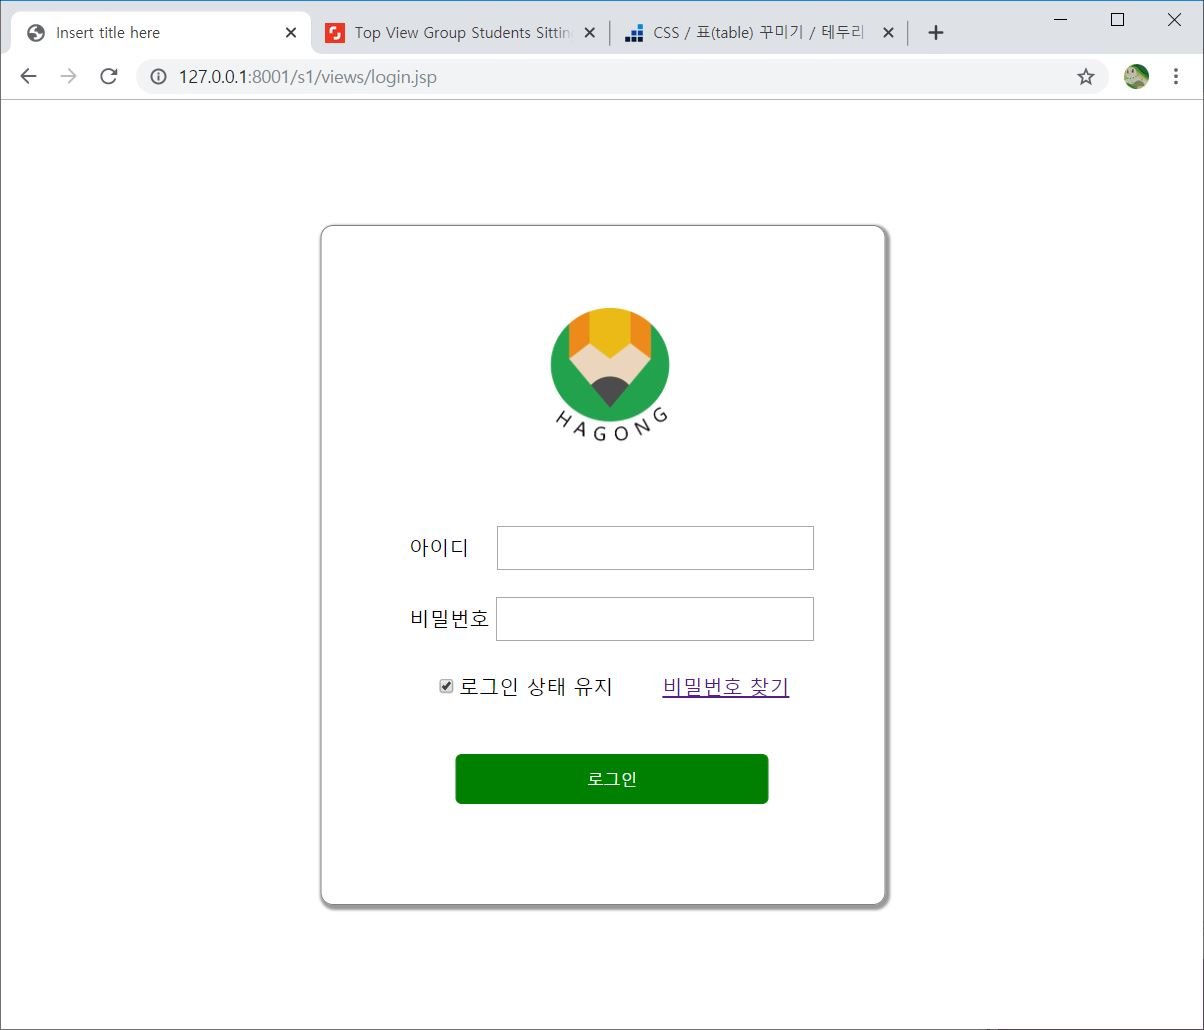 Insert title here
Top View Group Students Sittin
CSS / 표(table) 꾸미기 / 테두리
127.0.0.1:8001/s1/views/login.jsp
HAGONG
아이디
비밀번호
로그인 상태 유지 비밀번호 찾기
로그인